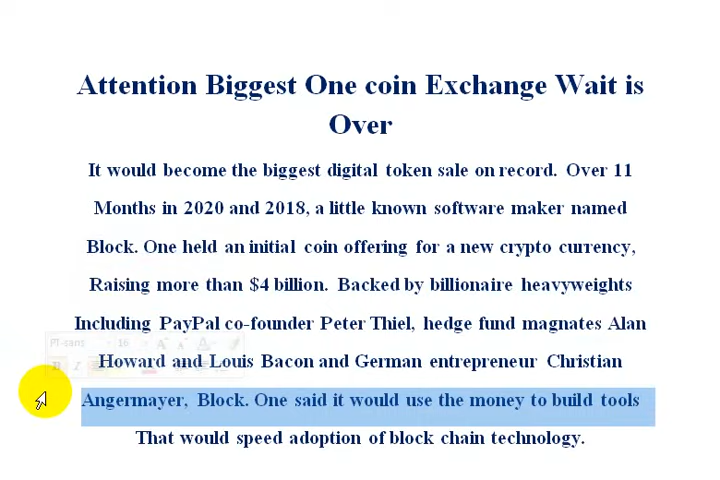 Attention Biggest One coin Exchange Wait is
Over
It would become the biggest digital token sale on record. Over 11
Months in 2020 and 2018, a little known software maker named
Block. One held an initial coin offering for a new crypto currency,
Raising more than $4 billion. Backed by billionaire heavyweights
Including PayPal co-founder Peter Thiel, hedge fund magnates Alan
PT-sans 16
Howard and Louis Bacon and German entrepreneur Christian
Angermayer, Block. One said it would use the money to build tools
That would speed adoption of block chain technology.